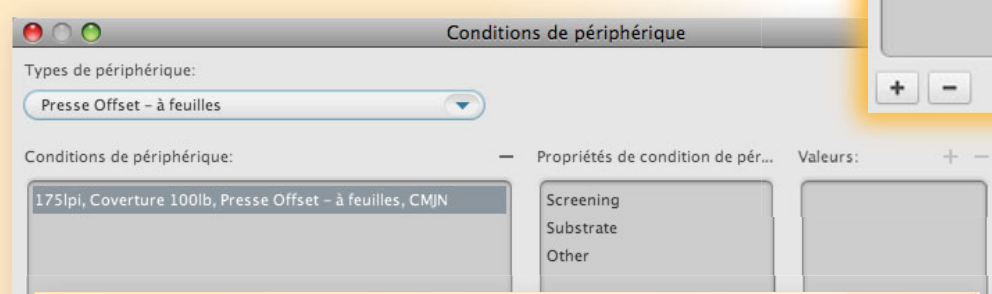 Conditions de périphérique
Types de périphérique:
Presse Offset – à feuilles
Conditions de périphérique:
Propriétés de condition de pér...
Valeurs:
175lpi, Coverture 100lb, Presse Offset – à feuilles, CMJN
Screening
Substrate
Other